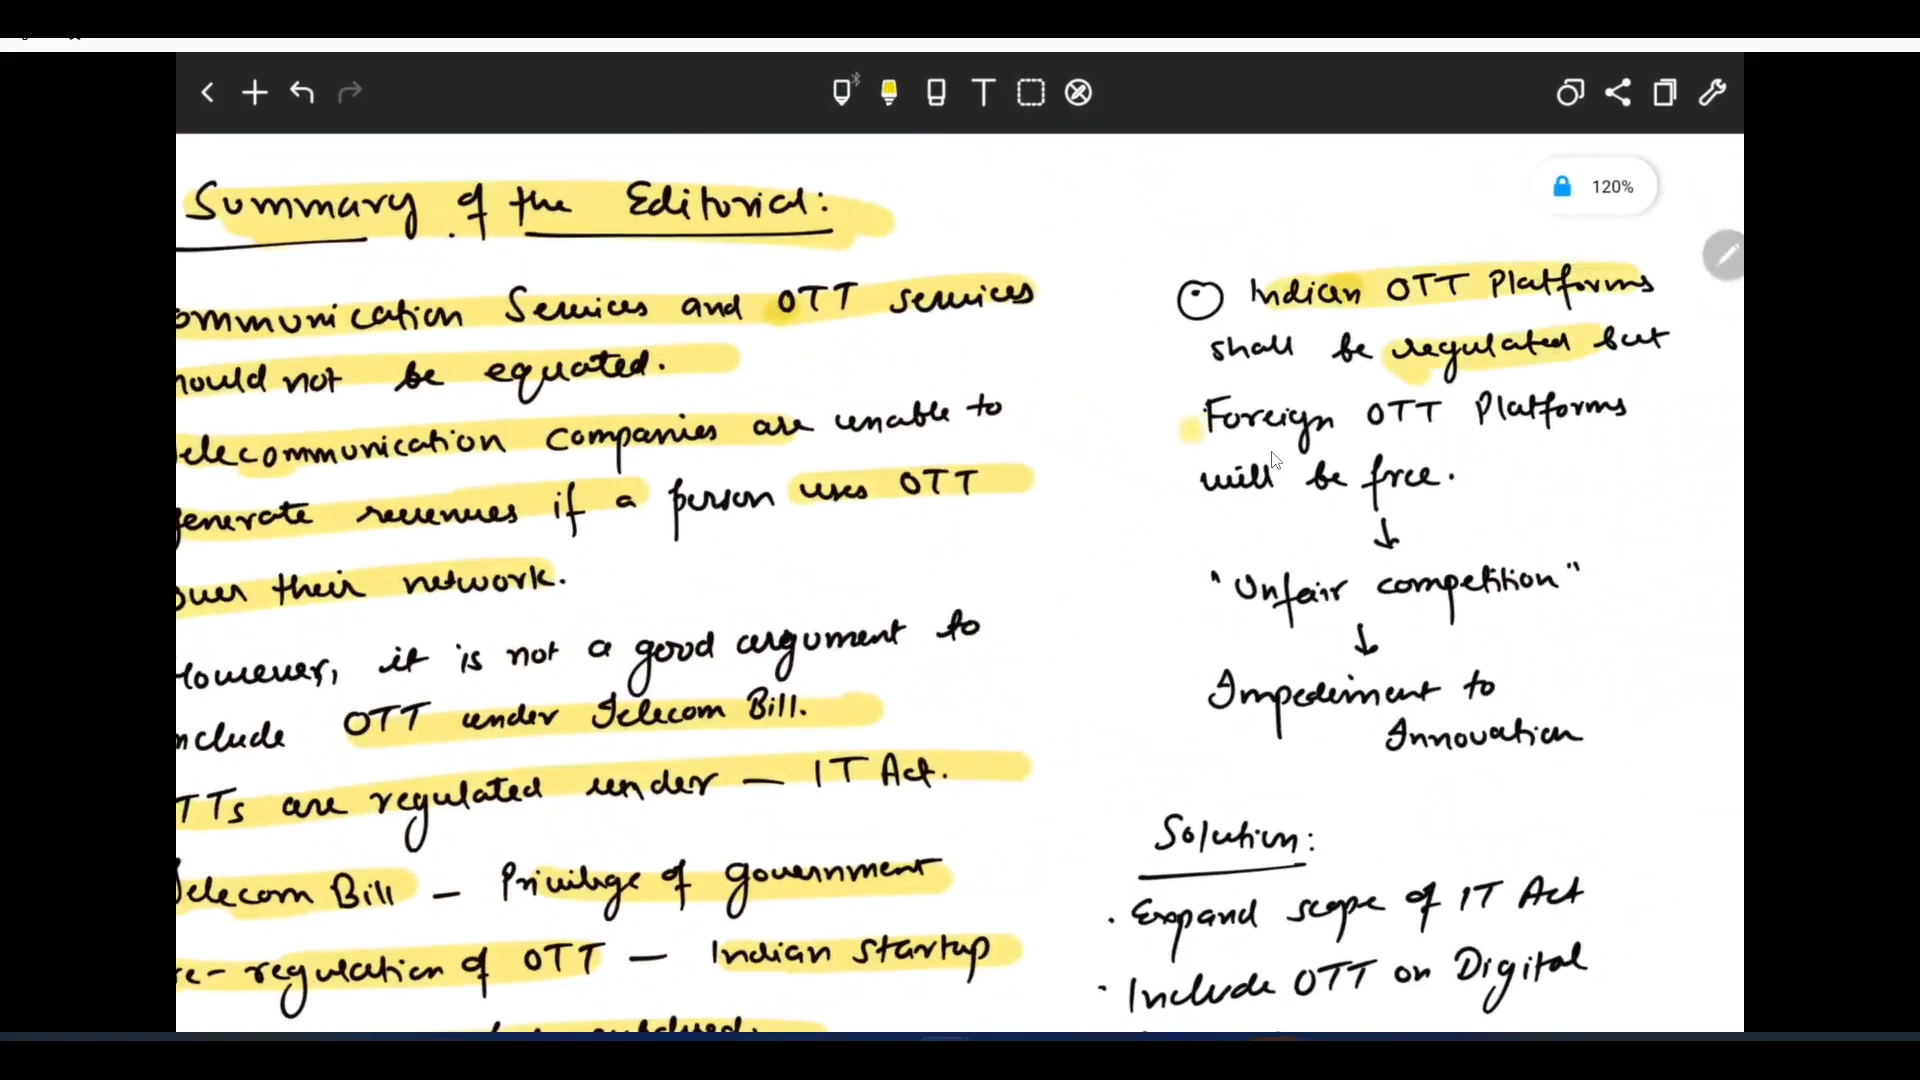 Summary of the Editorial:
ommunication Services and OTT services
hould not be equated.
elecommunication companies are unable to
generate revenues if a person uses OTT
over their network.
However, it is not a good argument to
nclude OTT under Telecom Bill.
TTs are regulated under — IT Act.
Telecom Bill — Privilege of government
re-regulation of OTT — Indian startup
120%
Indian OTT Platforms
shall be regulated but
Foreign OTT Platforms
will be free.
↓
"Unfair competition"
↓
Impediment to
Innovation
Solution:
. Expand scope of IT Act
. Include OTT on Digital